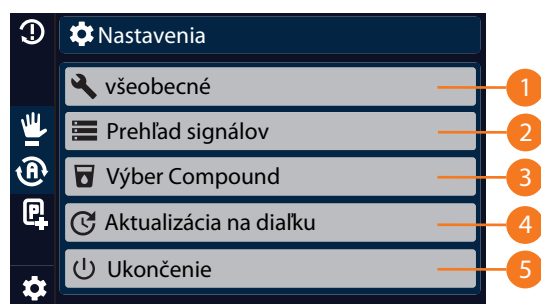 Nastavenia
všeobecné 1
Prehľad signálov 2
Výber Compound 3
Aktualizácia na diaľku 4
Ukončenie 5
A
P